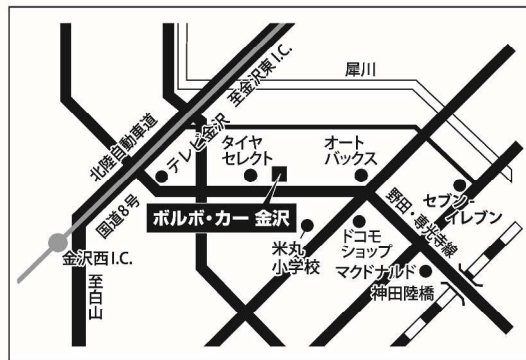 犀川
至金沢東I.C.
北陸自動車道
テレビ金沢
タイヤ
セレクト
オート
バックス
国道8号
ボルボ・カー 金沢
野田・専光寺線
セブン-
イレブン
金沢西I.C.
至白山
米丸
小学校
ドコモ
ショップ
マクドナルド
神田陸橋